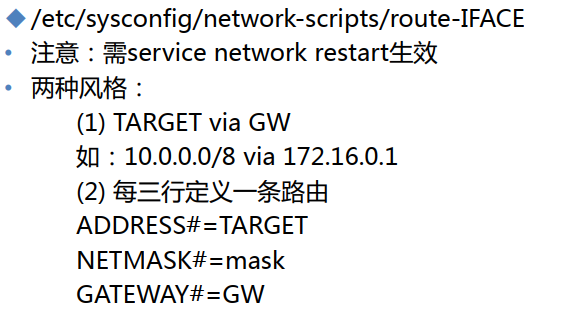 ◆ /etc/sysconfig/network-scripts/route-IFACE
• 注意：需service network restart生效
• 两种风格：
(1) TARGET via GW
如：10.0.0.0/8 via 172.16.0.1
(2) 每三行定义一条路由
ADDRESS#=TARGET
NETMASK#=mask
GATEWAY#=GW